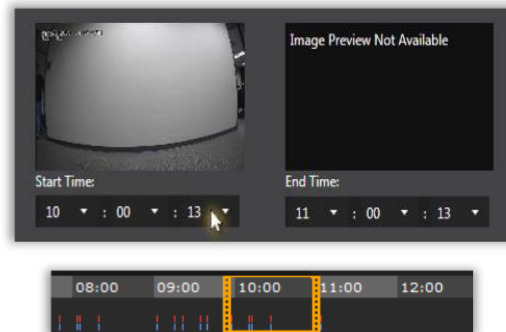 Image Preview Not Available
Start Time:
End Time:
10 : 00 : 13
11 : 00 : 13
08:00 09:00 10:00 11:00 12:00